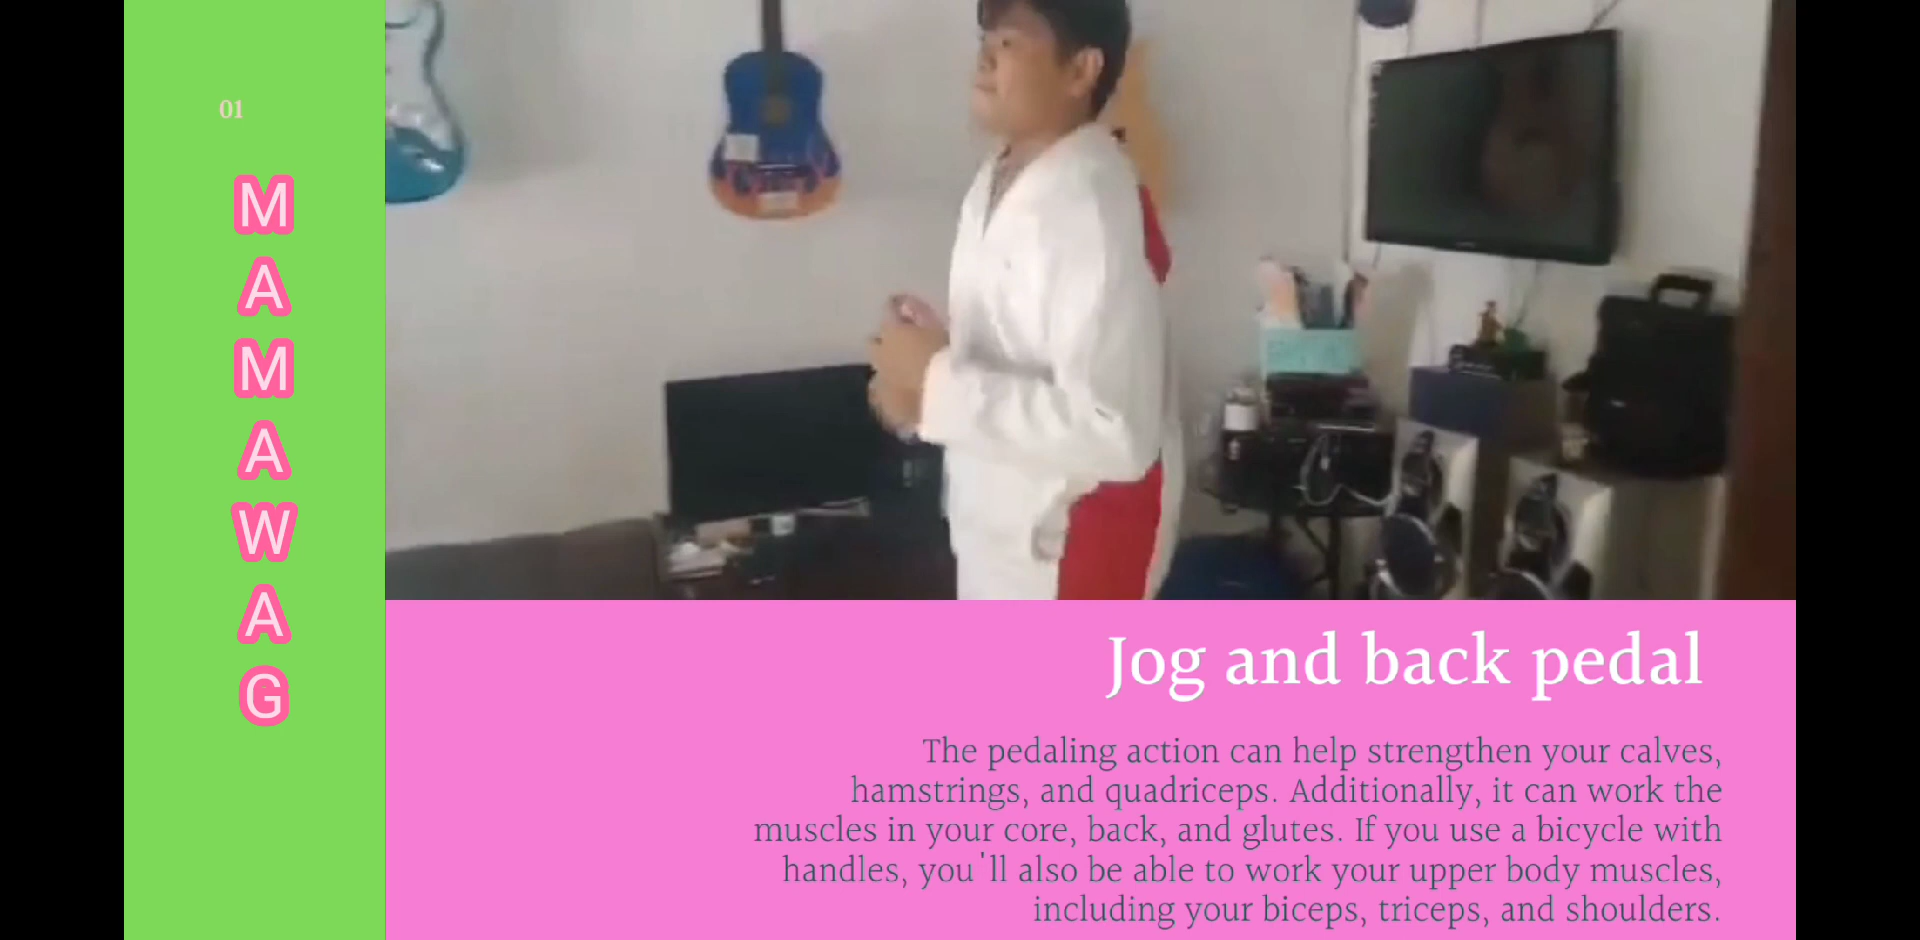 01
M
A
M
A
W
A
G
Jog and back pedal
The pedaling action can help strengthen your calves,
hamstrings, and quadriceps. Additionally, it can work the
muscles in your core, back, and glutes. If you use a bicycle with
handles, you'll also be able to work your upper body muscles,
including your biceps, triceps, and shoulders.